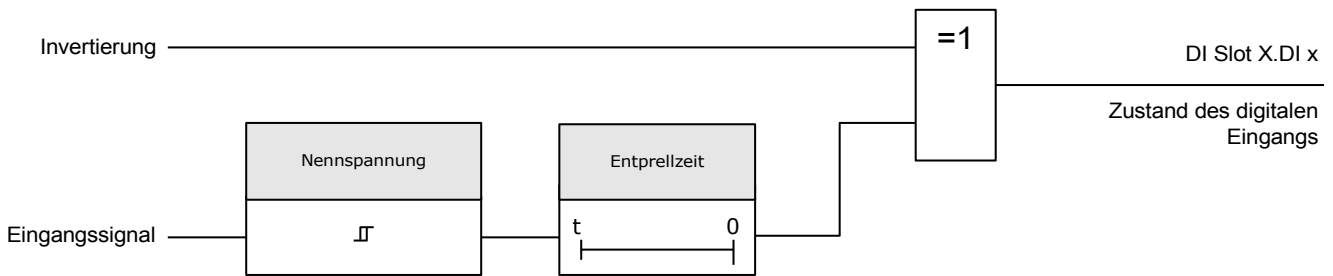 Invertierung
=1
DI Slot X.DI x
Zustand des digitalen
Eingangs
Nennspannung
Entprellzeit
Eingangssignal
t 0